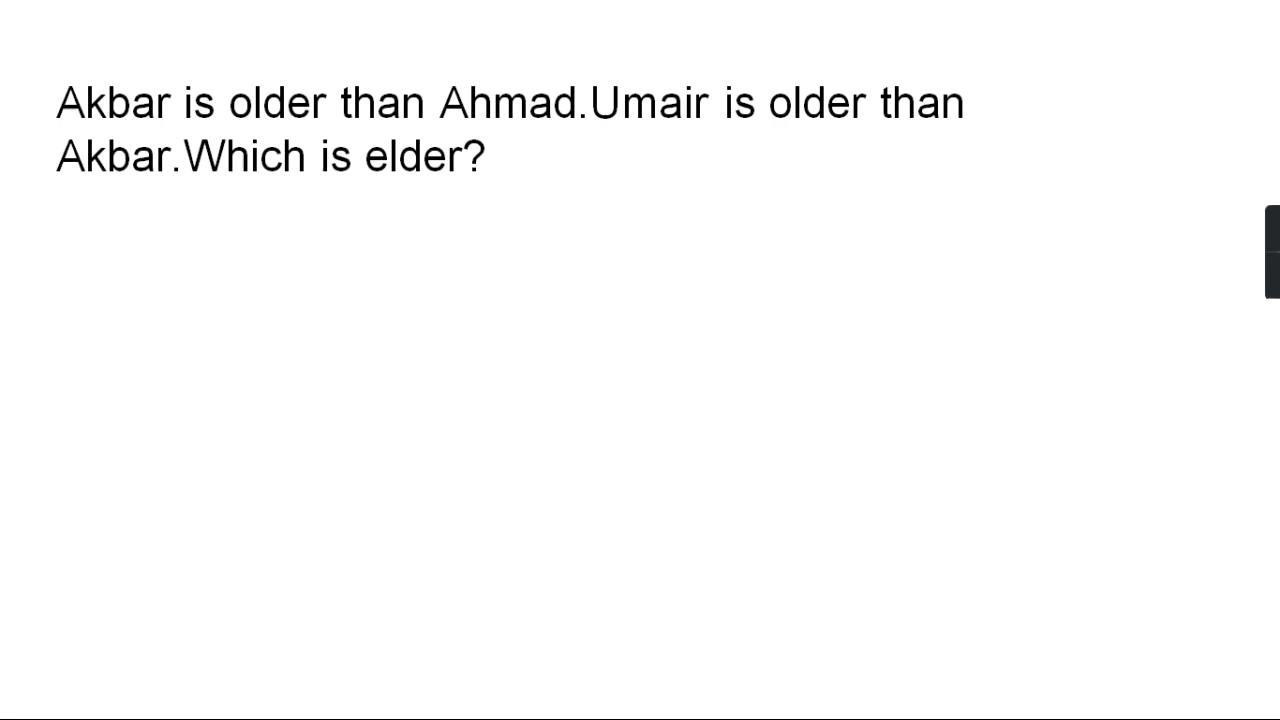 Akbar is older than Ahmad.Umair is older than
Akbar.Which is elder?